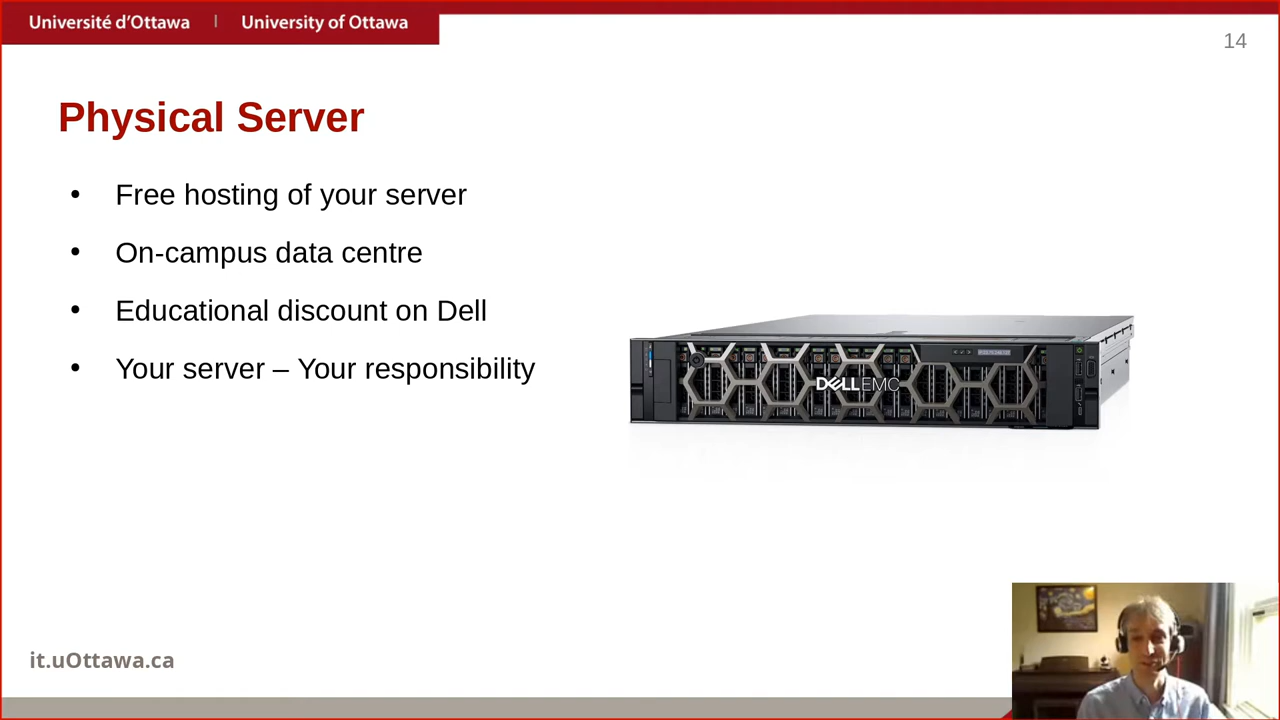 Université d'Ottawa | University of Ottawa
14
Physical Server
• Free hosting of your server
• On-campus data centre
• Educational discount on Dell
• Your server – Your responsibility
DELLEMC
it.uOttawa.ca